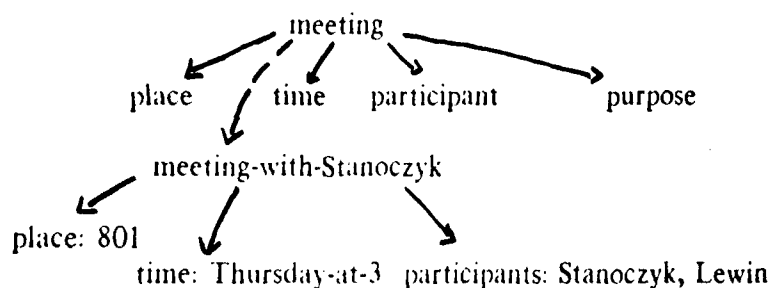 meeting
place time participant purpose
meeting-with-Stanoczyk
place: 801
time: Thursday-at-3 participants: Stanoczyk, Lewin